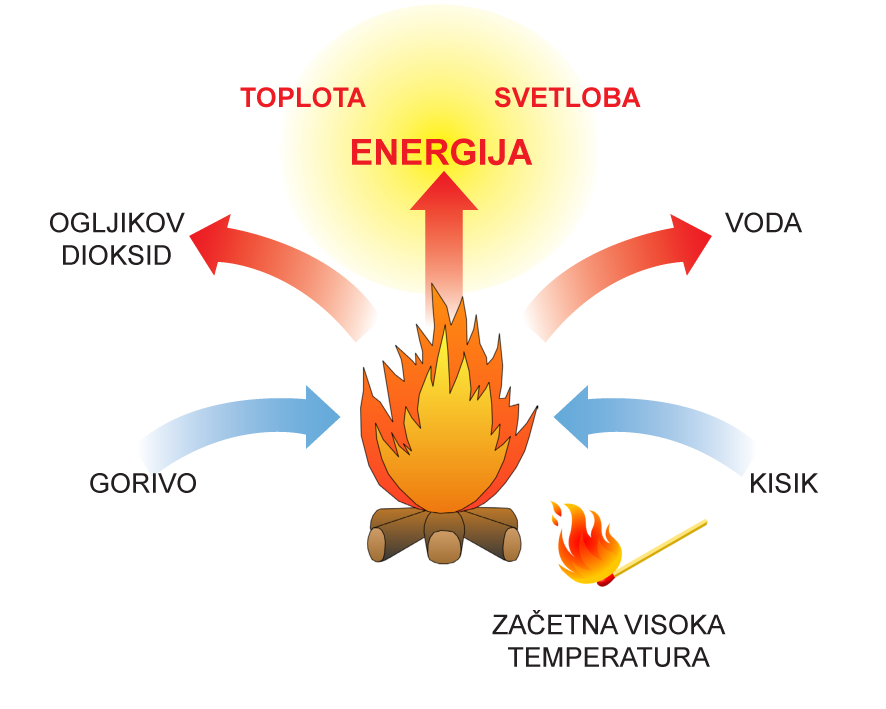 TOPLOTA
SVETLOBA
ENERGIJA
OGLJIKOV
DIOKSID
VODA
GORIVO
KISIK
ZAČETNA VISOKA
TEMPERATURA